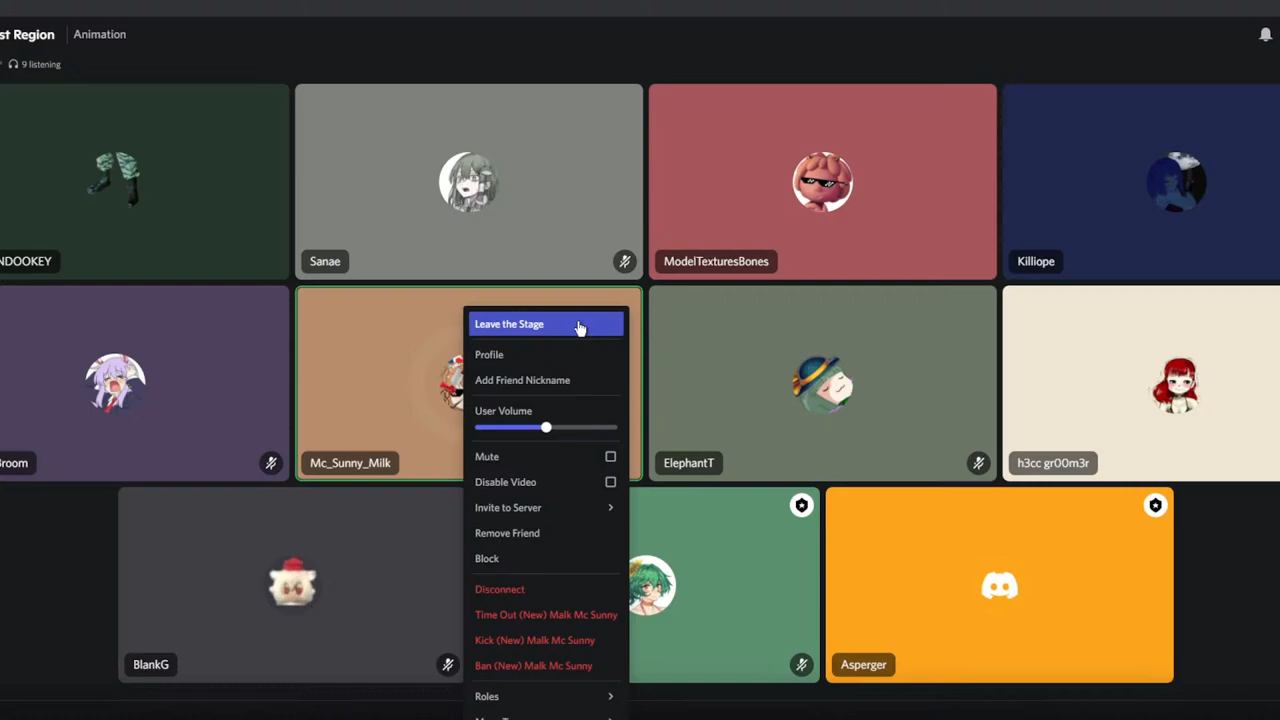 st Region
Animation
9 listening
NDOOKEY
Sanae
ModelTexturesBones
Killiope
Broom
Mc_Sunny_Milk
ElephantT
h3cc gr00m3r
Leave the Stage
Profile
Add Friend Nickname
User Volume
Mute
Disable Video
Invite to Server
Remove Friend
Block
Disconnect
Time Out (New) Malk Mc Sunny
Kick (New) Malk Mc Sunny
Ban (New) Malk Mc Sunny
Roles
BlankG
Asperger